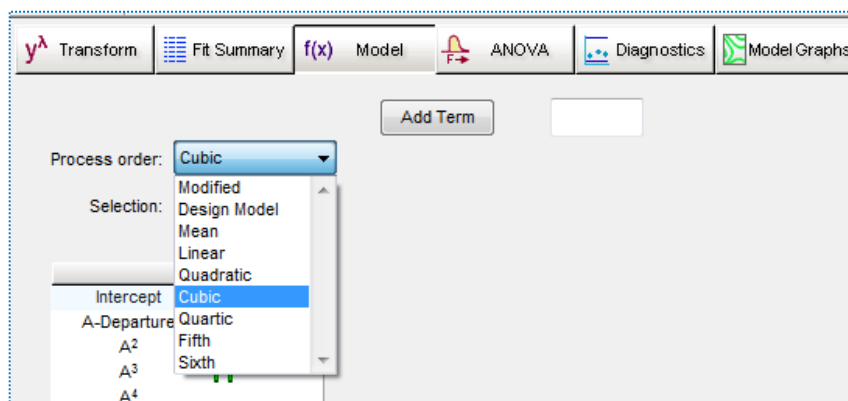 yλ Transform Fit Summary f(x) Model F→ ANOVA Diagnostics Model Graphs
Add Term
Process order: Cubic
Modified
Selection: Design Model
Mean
Linear
Quadratic
Intercept Cubic
A-Departure Quartic
A² Fifth
A³ Sixth
A⁴